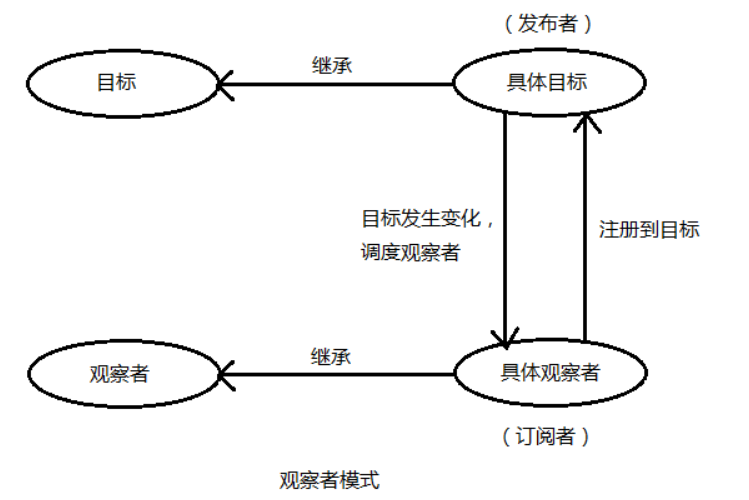 （发布者）
目标
继承
具体目标
目标发生变化，
调度观察者
注册到目标
观察者
继承
具体观察者
（订阅者）
观察者模式